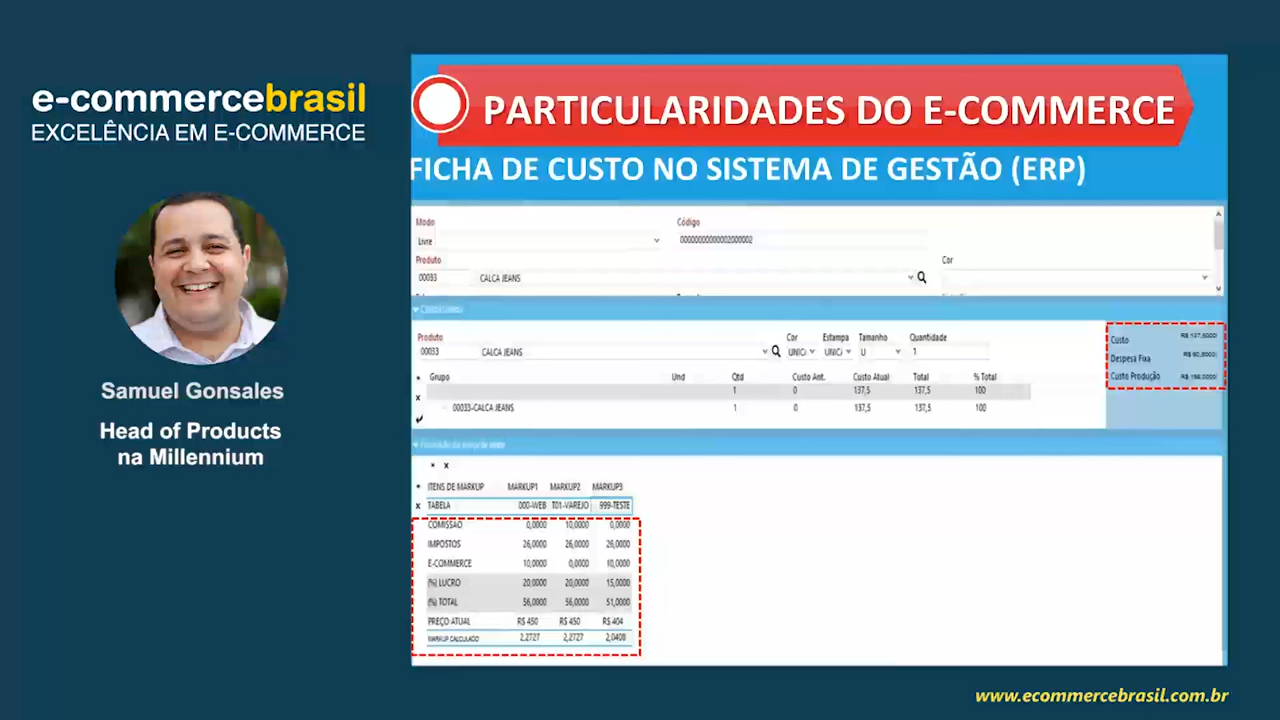 e-commercebrasil
EXCELÊNCIA EM E-COMMERCE
Samuel Gonsales
Head of Products
na Millennium
PARTICULARIDADES DO E-COMMERCE
FICHA DE CUSTO NO SISTEMA DE GESTÃO (ERP)
Modo Código
Livre 00000000000002000002
Produto Cor
00033 CALCA JEANS
Produto Cor Estampa Tamanho Quantidade
00033 CALCA JEANS UNIC UNIC U 1
Custo
Despesa Fixa
Custo Produção
Grupo Und Qtd Custo Ant. Custo Atual Total % Total
1 0 137,5 137,5 100
00033-CALCA JEANS 1 0 137,5 137,5 100
ITENS DE MARKUP MARKUP1 MARKUP2 MARKUP3
TABELA 000-WEB T01-VAREJO 999-TESTE
COMISSAO 0,0000 10,0000 0,0000
IMPOSTOS 26,0000 26,0000 26,0000
E-COMMERCE 10,0000 0,0000 10,0000
(%) LUCRO 20,0000 20,0000 15,0000
(%) TOTAL 56,0000 56,0000 51,0000
PREÇO ATUAL R$ 450 R$ 450 R$ 404
MARKUP CALCULADO 2,2727 2,2727 2,0408
www.ecommercebrasil.com.br